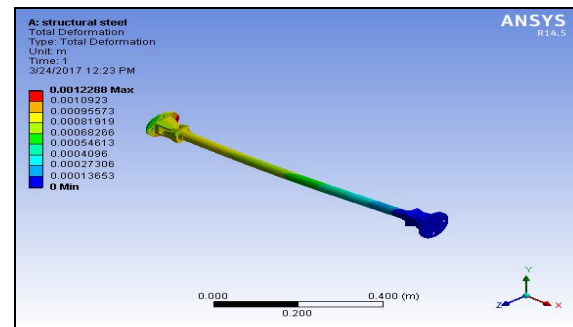 A: structural steel
Total Deformation
Type: Total Deformation
Unit: m
Time: 1
3/24/2017 12:23 PM
0.0012288 Max
0.0010923
0.00095573
0.00081919
0.00068266
0.00054613
0.0004096
0.00027306
0.00013653
0 Min
ANSYS
R14.5
0.000 0.400 (m)
0.200
Y
Z X